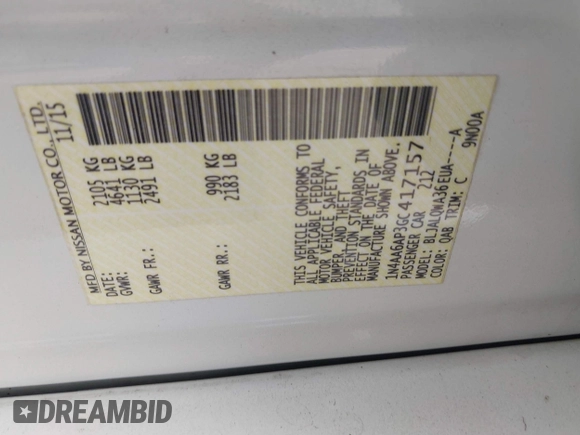 MFD. BY NISSAN MOTOR CO., LTD.
DATE: 11/15
GVWR: 2105 KG
4641 LB
GAWR FR.: 1130 KG
2491 LB
GAWR RR.: 990 KG
2183 LB
THIS VEHICLE CONFORMS TO
ALL APPLICABLE FEDERAL
MOTOR VEHICLE SAFETY,
BUMPER, AND THEFT
PREVENTION STANDARDS IN
EFFECT ON THE DATE OF
MANUFACTURE SHOWN ABOVE.
1N4AA6AP3GC417157
PASSENGER CAR 212
MODEL: BLJALOWA36EUA-----A
COLOR: QAB TRIM: C 9N00A
DREAMBID